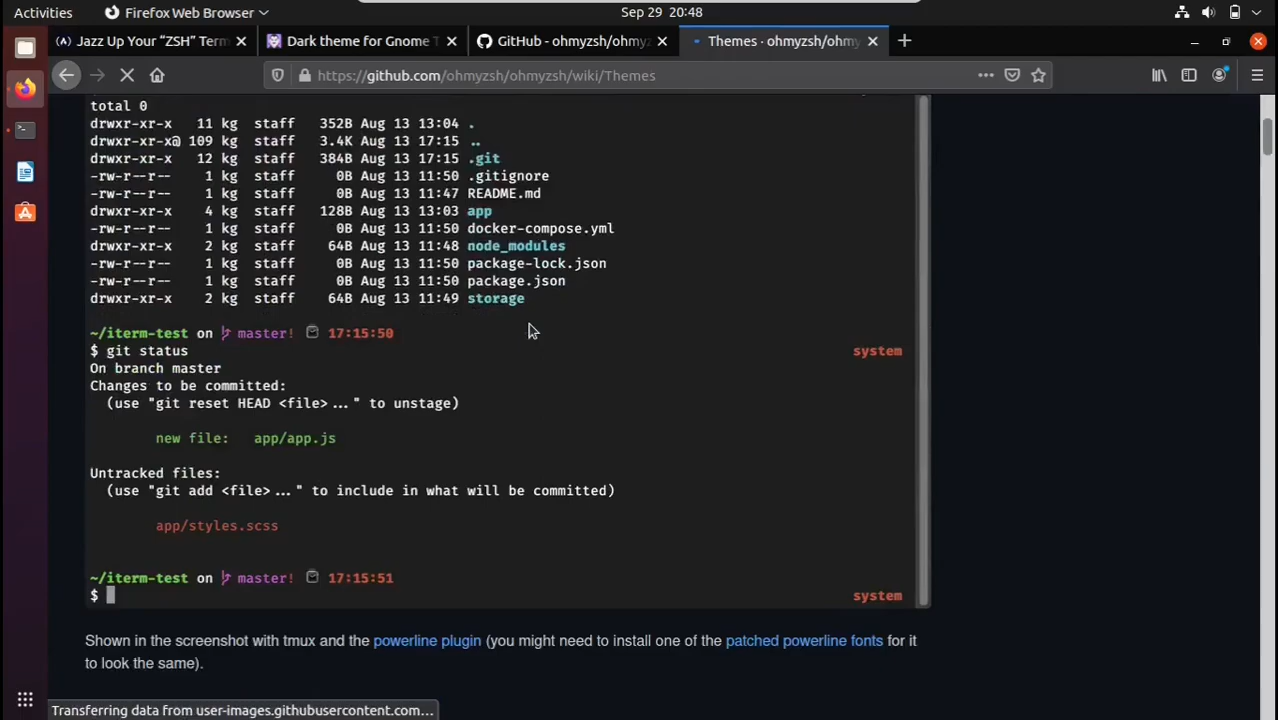 Activities
Firefox Web Browser
Sep 29 20:48
Jazz Up Your “ZSH” Term
Dark theme for Gnome T
GitHub - ohmyzsh/ohmyz
Themes · ohmyzsh/ohmy
https://github.com/ohmyzsh/ohmyzsh/wiki/Themes
total 0
drwxr-xr-x 11 kg staff 352B Aug 13 13:04 .
drwxr-xr-x@ 109 kg staff 3.4K Aug 13 17:15 ..
drwxr-xr-x 12 kg staff 384B Aug 13 17:15 .git
-rw-r--r-- 1 kg staff 0B Aug 13 11:50 .gitignore
-rw-r--r-- 1 kg staff 0B Aug 13 11:47 README.md
drwxr-xr-x 4 kg staff 128B Aug 13 13:03 app
-rw-r--r-- 1 kg staff 0B Aug 13 11:50 docker-compose.yml
drwxr-xr-x 2 kg staff 64B Aug 13 11:48 node_modules
-rw-r--r-- 1 kg staff 0B Aug 13 11:50 package-lock.json
-rw-r--r-- 1 kg staff 0B Aug 13 11:50 package.json
drwxr-xr-x 2 kg staff 64B Aug 13 11:49 storage
~/iterm-test on master! 17:15:50
$ git status system
On branch master
Changes to be committed:
(use "git reset HEAD <file>..." to unstage)
new file: app/app.js
Untracked files:
(use "git add <file>..." to include in what will be committed)
app/styles.scss
~/iterm-test on master! 17:15:51
$ system
Shown in the screenshot with tmux and the powerline plugin (you might need to install one of the patched powerline fonts for it
to look the same).
Transferring data from user-images.githubusercontent.com…